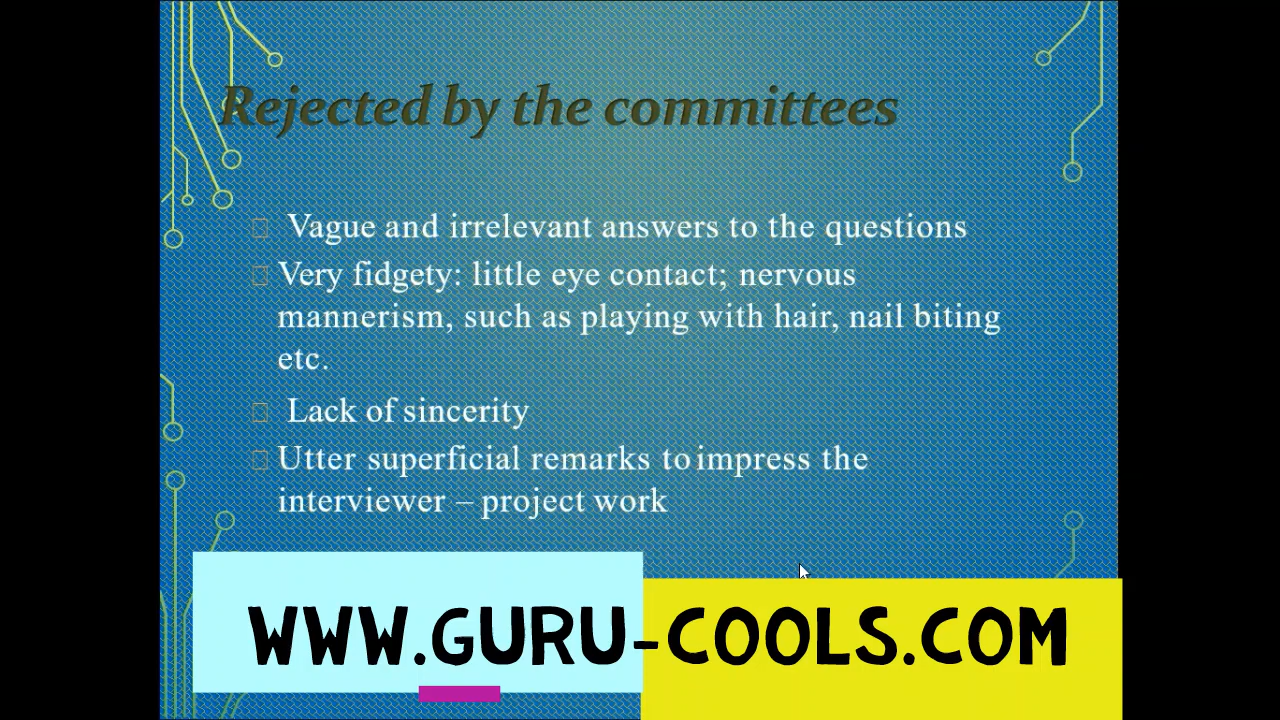 Rejected by the committees
Vague and irrelevant answers to the questions
Very fidgety: little eye contact; nervous
mannerism, such as playing with hair, nail biting
etc.
Lack of sincerity
Utter superficial remarks to impress the
interviewer – project work
WWW.GURU-COOLS.COM